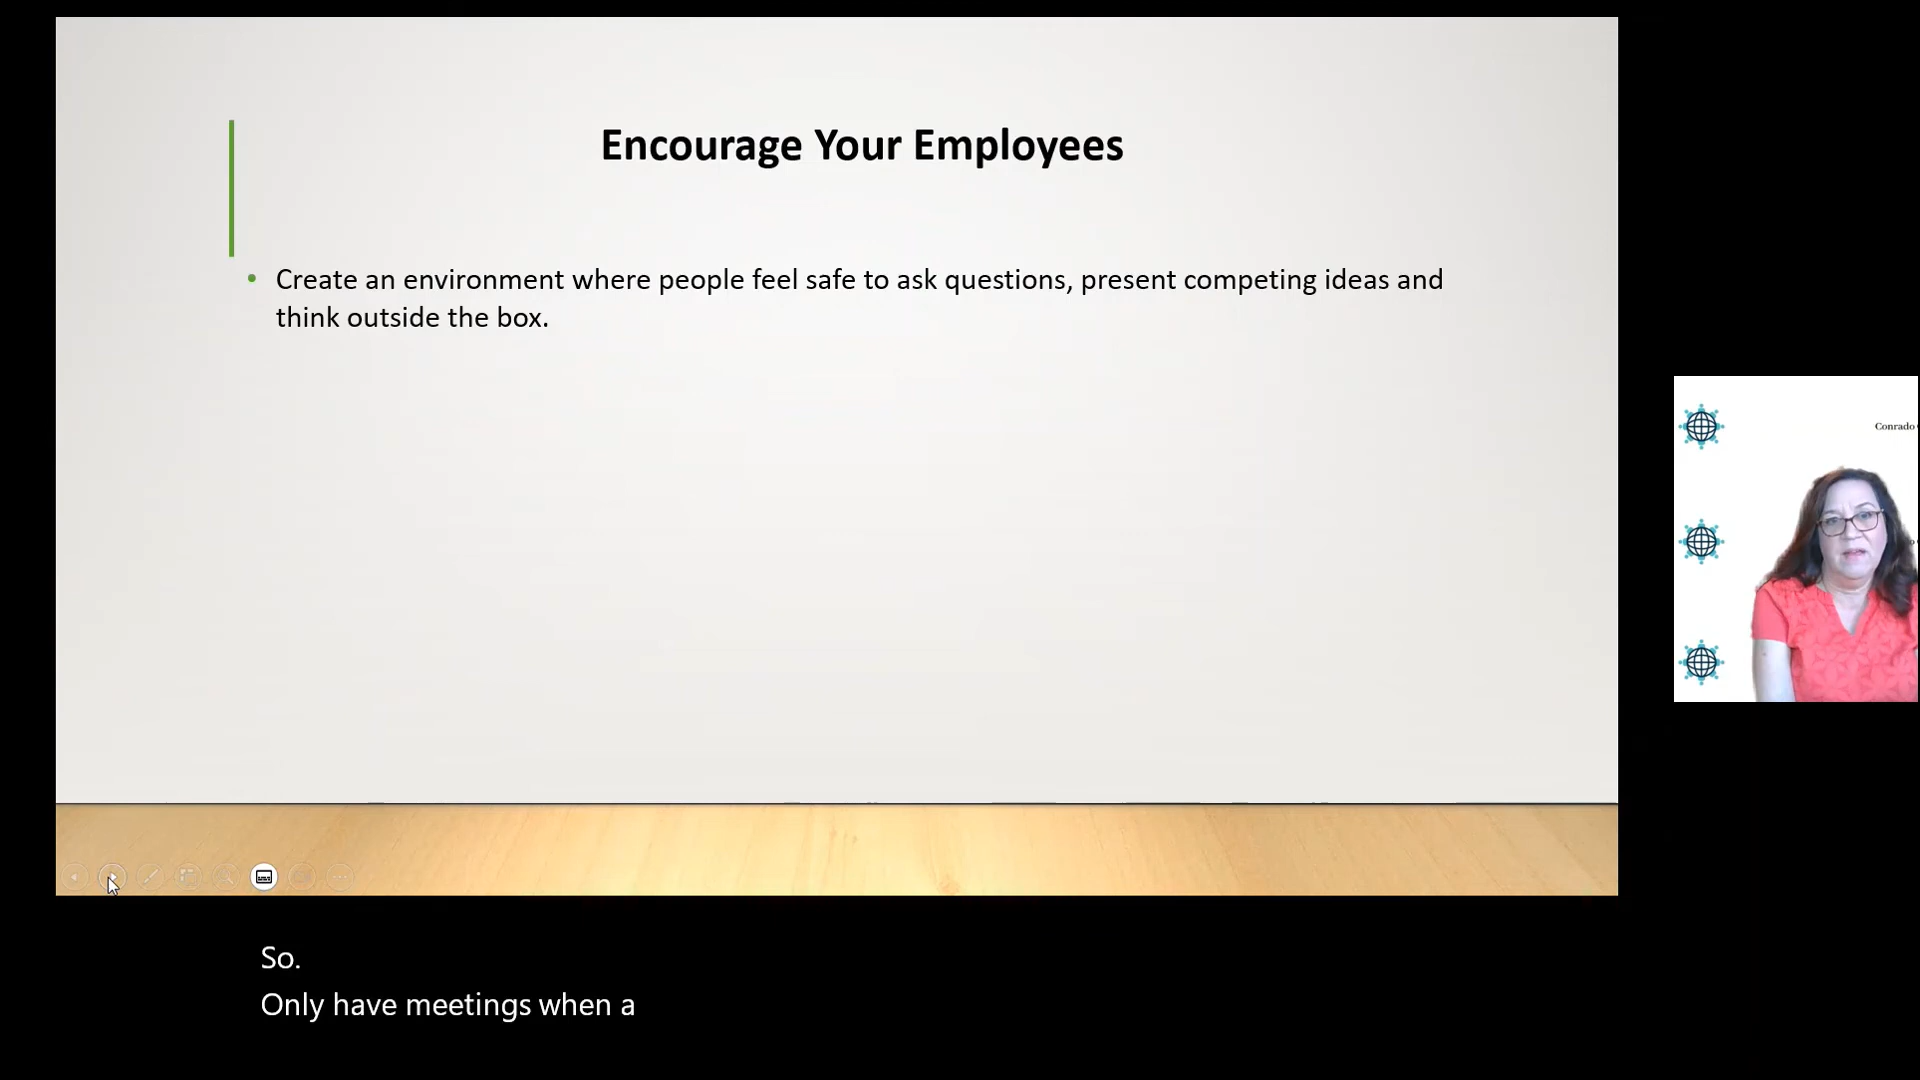 Encourage Your Employees
• Create an environment where people feel safe to ask questions, present competing ideas and
think outside the box.
Conrado
So.
Only have meetings when a